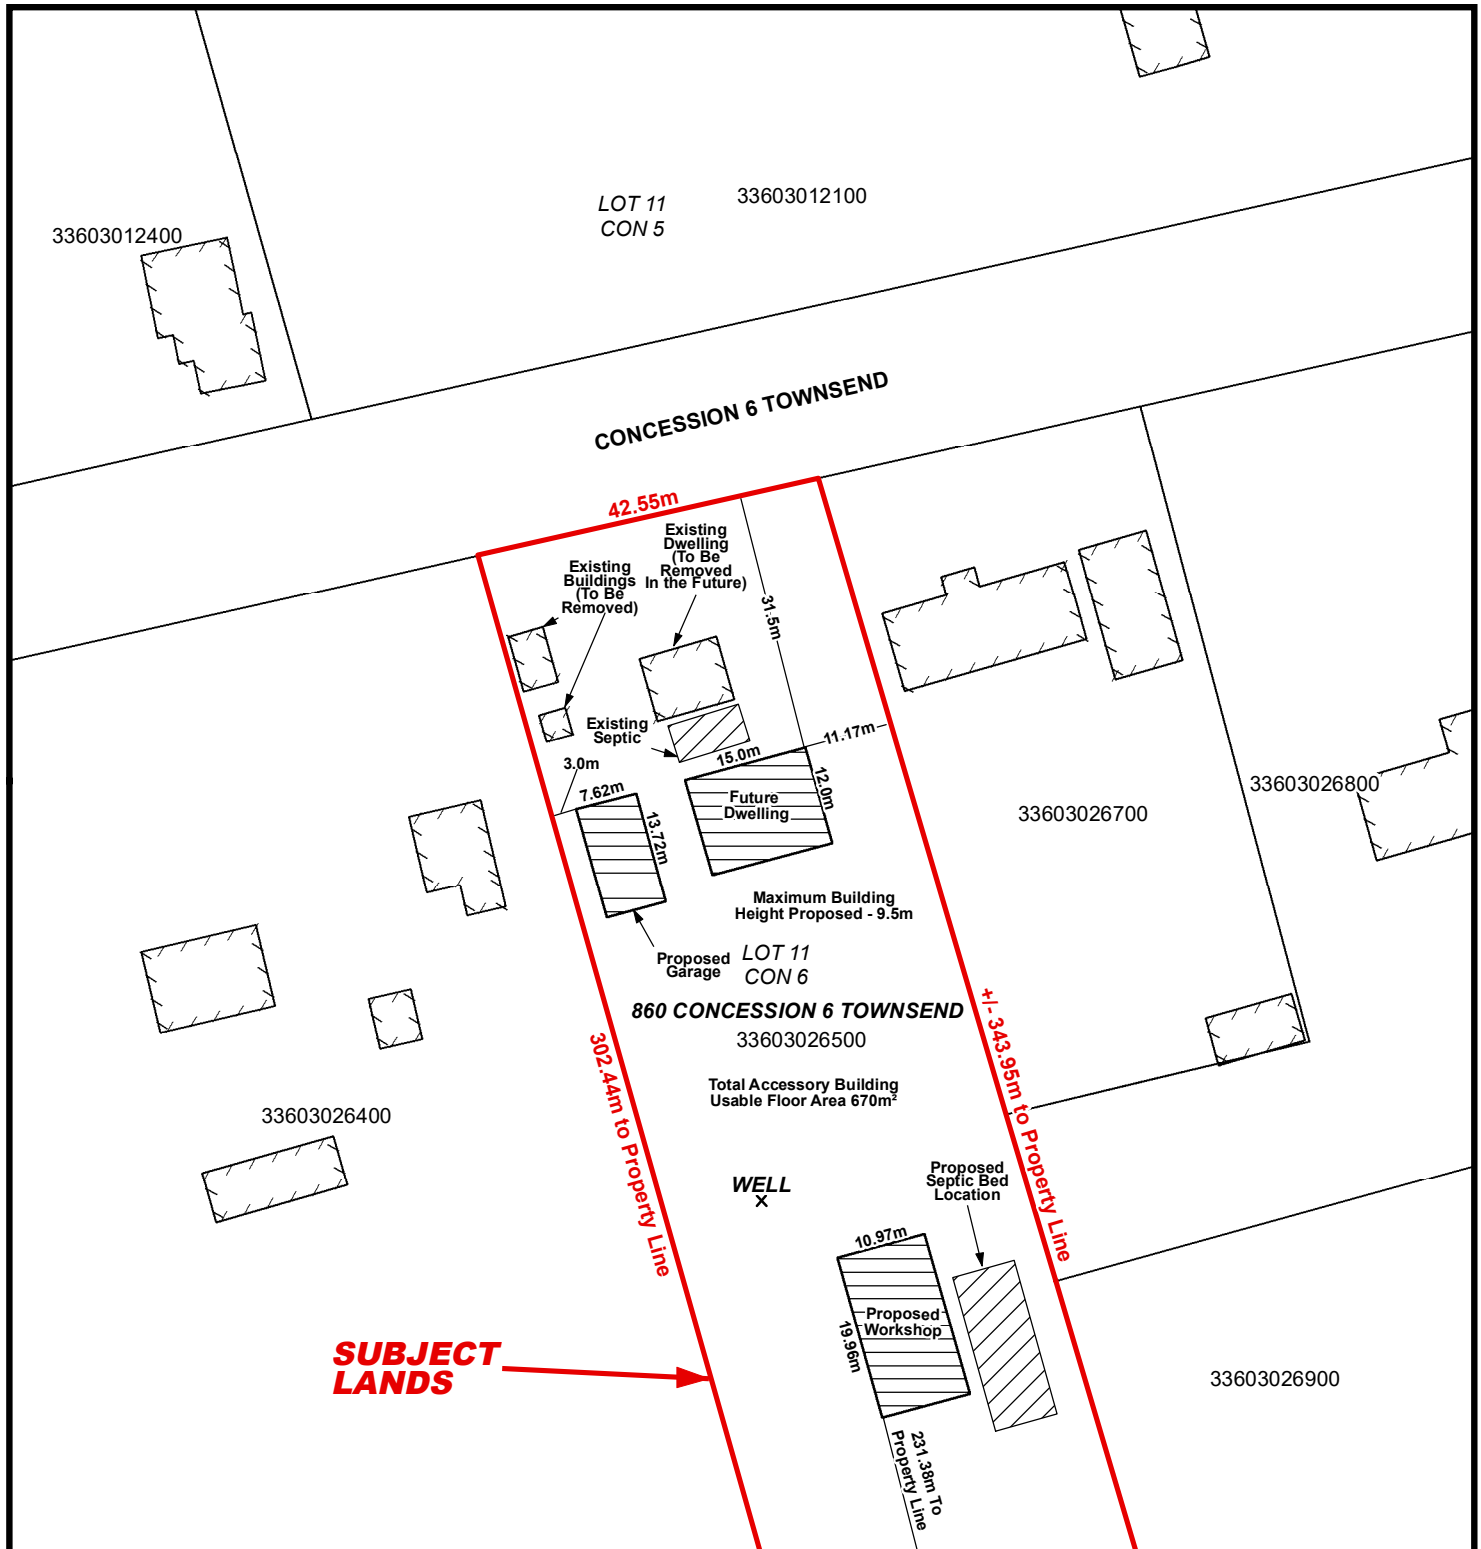 33603012400
LOT 11
CON 5
33603012100
CONCESSION 6 TOWNSEND
42.55m
Existing
Dwelling
(To Be
Removed
In the Future)
Existing
Buildings
(To Be
Removed)
31.5m
Existing
Septic
11.17m
15.0m
12.0m
3.0m
7.62m
13.72m
Future
Dwelling
33603026800
33603026700
Maximum Building
Height Proposed - 9.5m
Proposed
Garage
LOT 11
CON 6
860 CONCESSION 6 TOWNSEND
33603026500
302.44m to Property Line
+/- 343.95m to Property Line
Total Accessory Building
Usable Floor Area 670m²
33603026400
WELL
X
Proposed
Septic Bed
Location
10.97m
Proposed
Workshop
19.96m
SUBJECT
LANDS
33603026900
231.38m To
Property Line